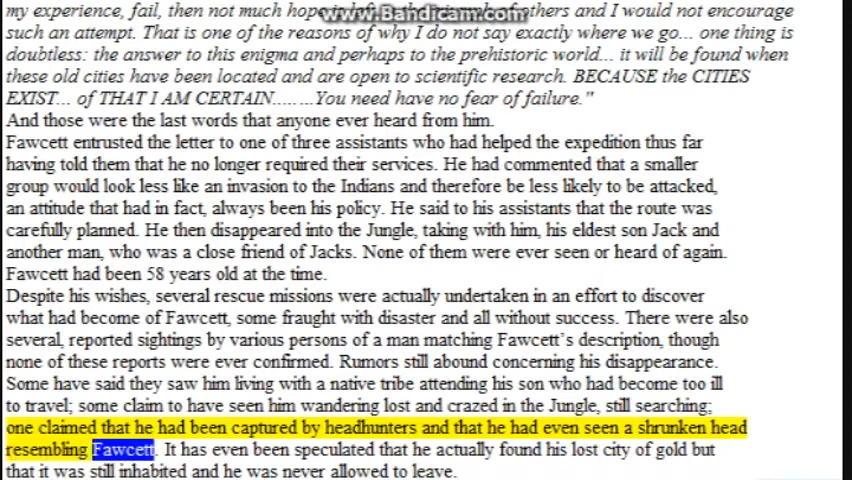 my experience, fail, then not much hope others and I would not encourage
www.Bandicam.com
such an attempt. That is one of the reasons of why I do not say exactly where we go... one thing is
doubtless: the answer to this enigma and perhaps to the prehistoric world... it will be found when
these old cities have been located and are open to scientific research. BECAUSE the CITIES
EXIST... of THAT I AM CERTAIN........You need have no fear of failure."
And those were the last words that anyone ever heard from him.
Fawcett entrusted the letter to one of three assistants who had helped the expedition thus far
having told them that he no longer required their services. He had commented that a smaller
group would look less like an invasion to the Indians and therefore be less likely to be attacked,
an attitude that had in fact, always been his policy. He said to his assistants that the route was
carefully planned. He then disappeared into the Jungle, taking with him, his eldest son Jack and
another man, who was a close friend of Jacks. None of them were ever seen or heard of again.
Fawcett had been 58 years old at the time.
Despite his wishes, several rescue missions were actually undertaken in an effort to discover
what had become of Fawcett, some fraught with disaster and all without success. There were also
several, reported sightings by various persons of a man matching Fawcett's description, though
none of these reports were ever confirmed. Rumors still abound concerning his disappearance.
Some have said they saw him living with a native tribe attending his son who had become too ill
to travel; some claim to have seen him wandering lost and crazed in the Jungle, still searching;
one claimed that he had been captured by headhunters and that he had even seen a shrunken head
resembling Fawcett. It has even been speculated that he actually found his lost city of gold but
that it was still inhabited and he was never allowed to leave.